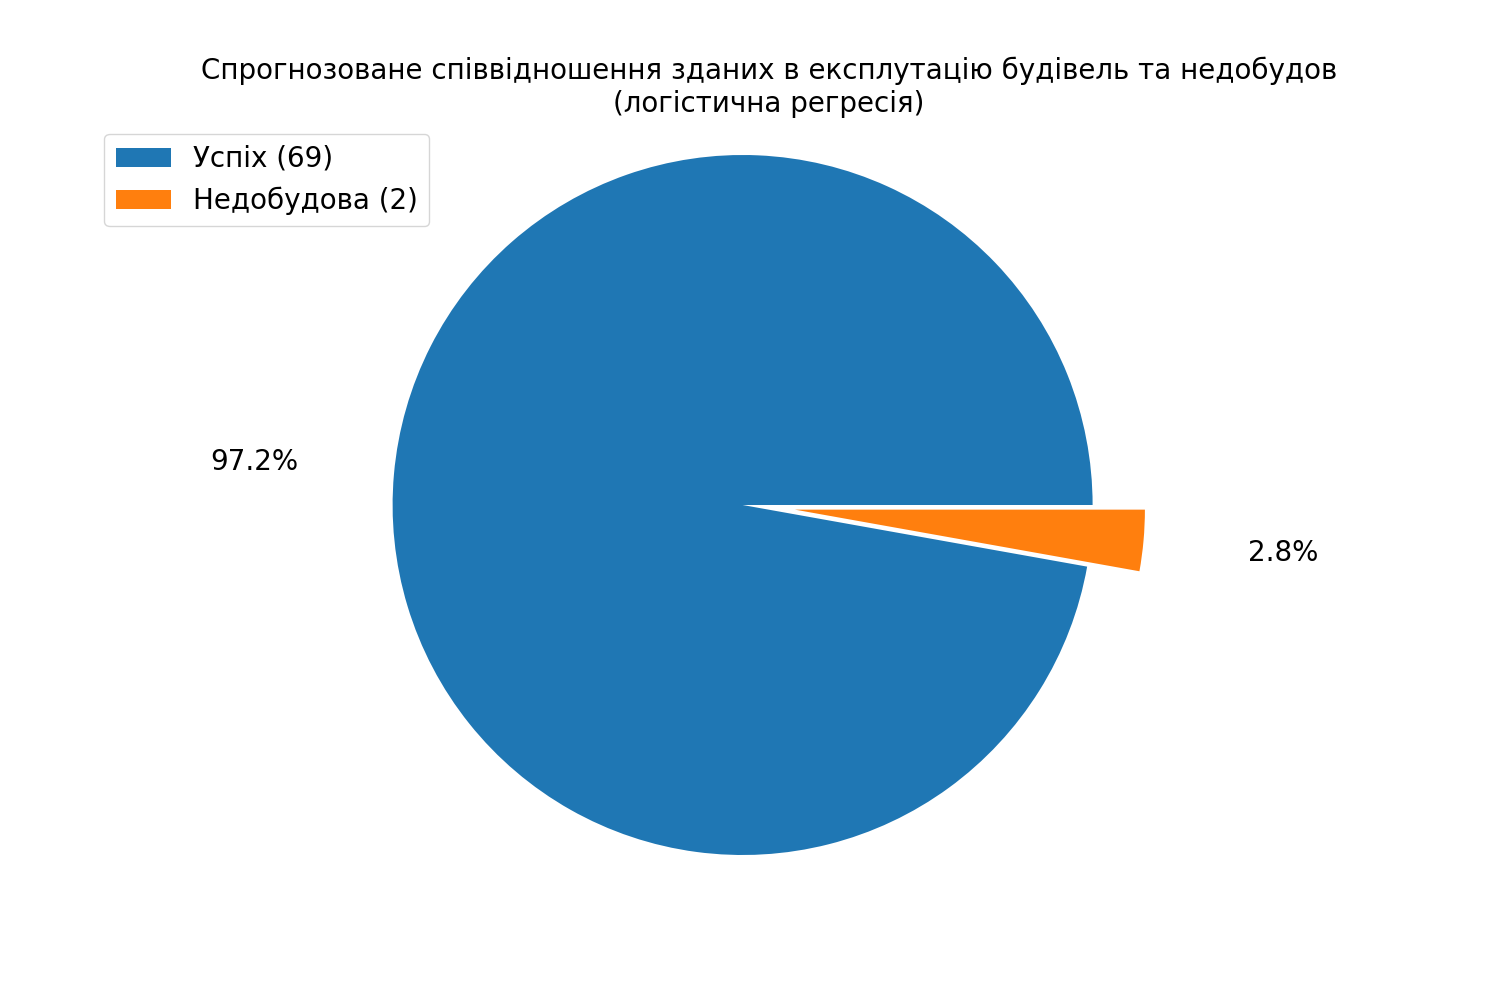 Спрогнозоване співвідношення зданих в експлутацію будівель та недобудов
(логістична регресія)
Успіх (69)
Недобудова (2)
97.2%
2.8%